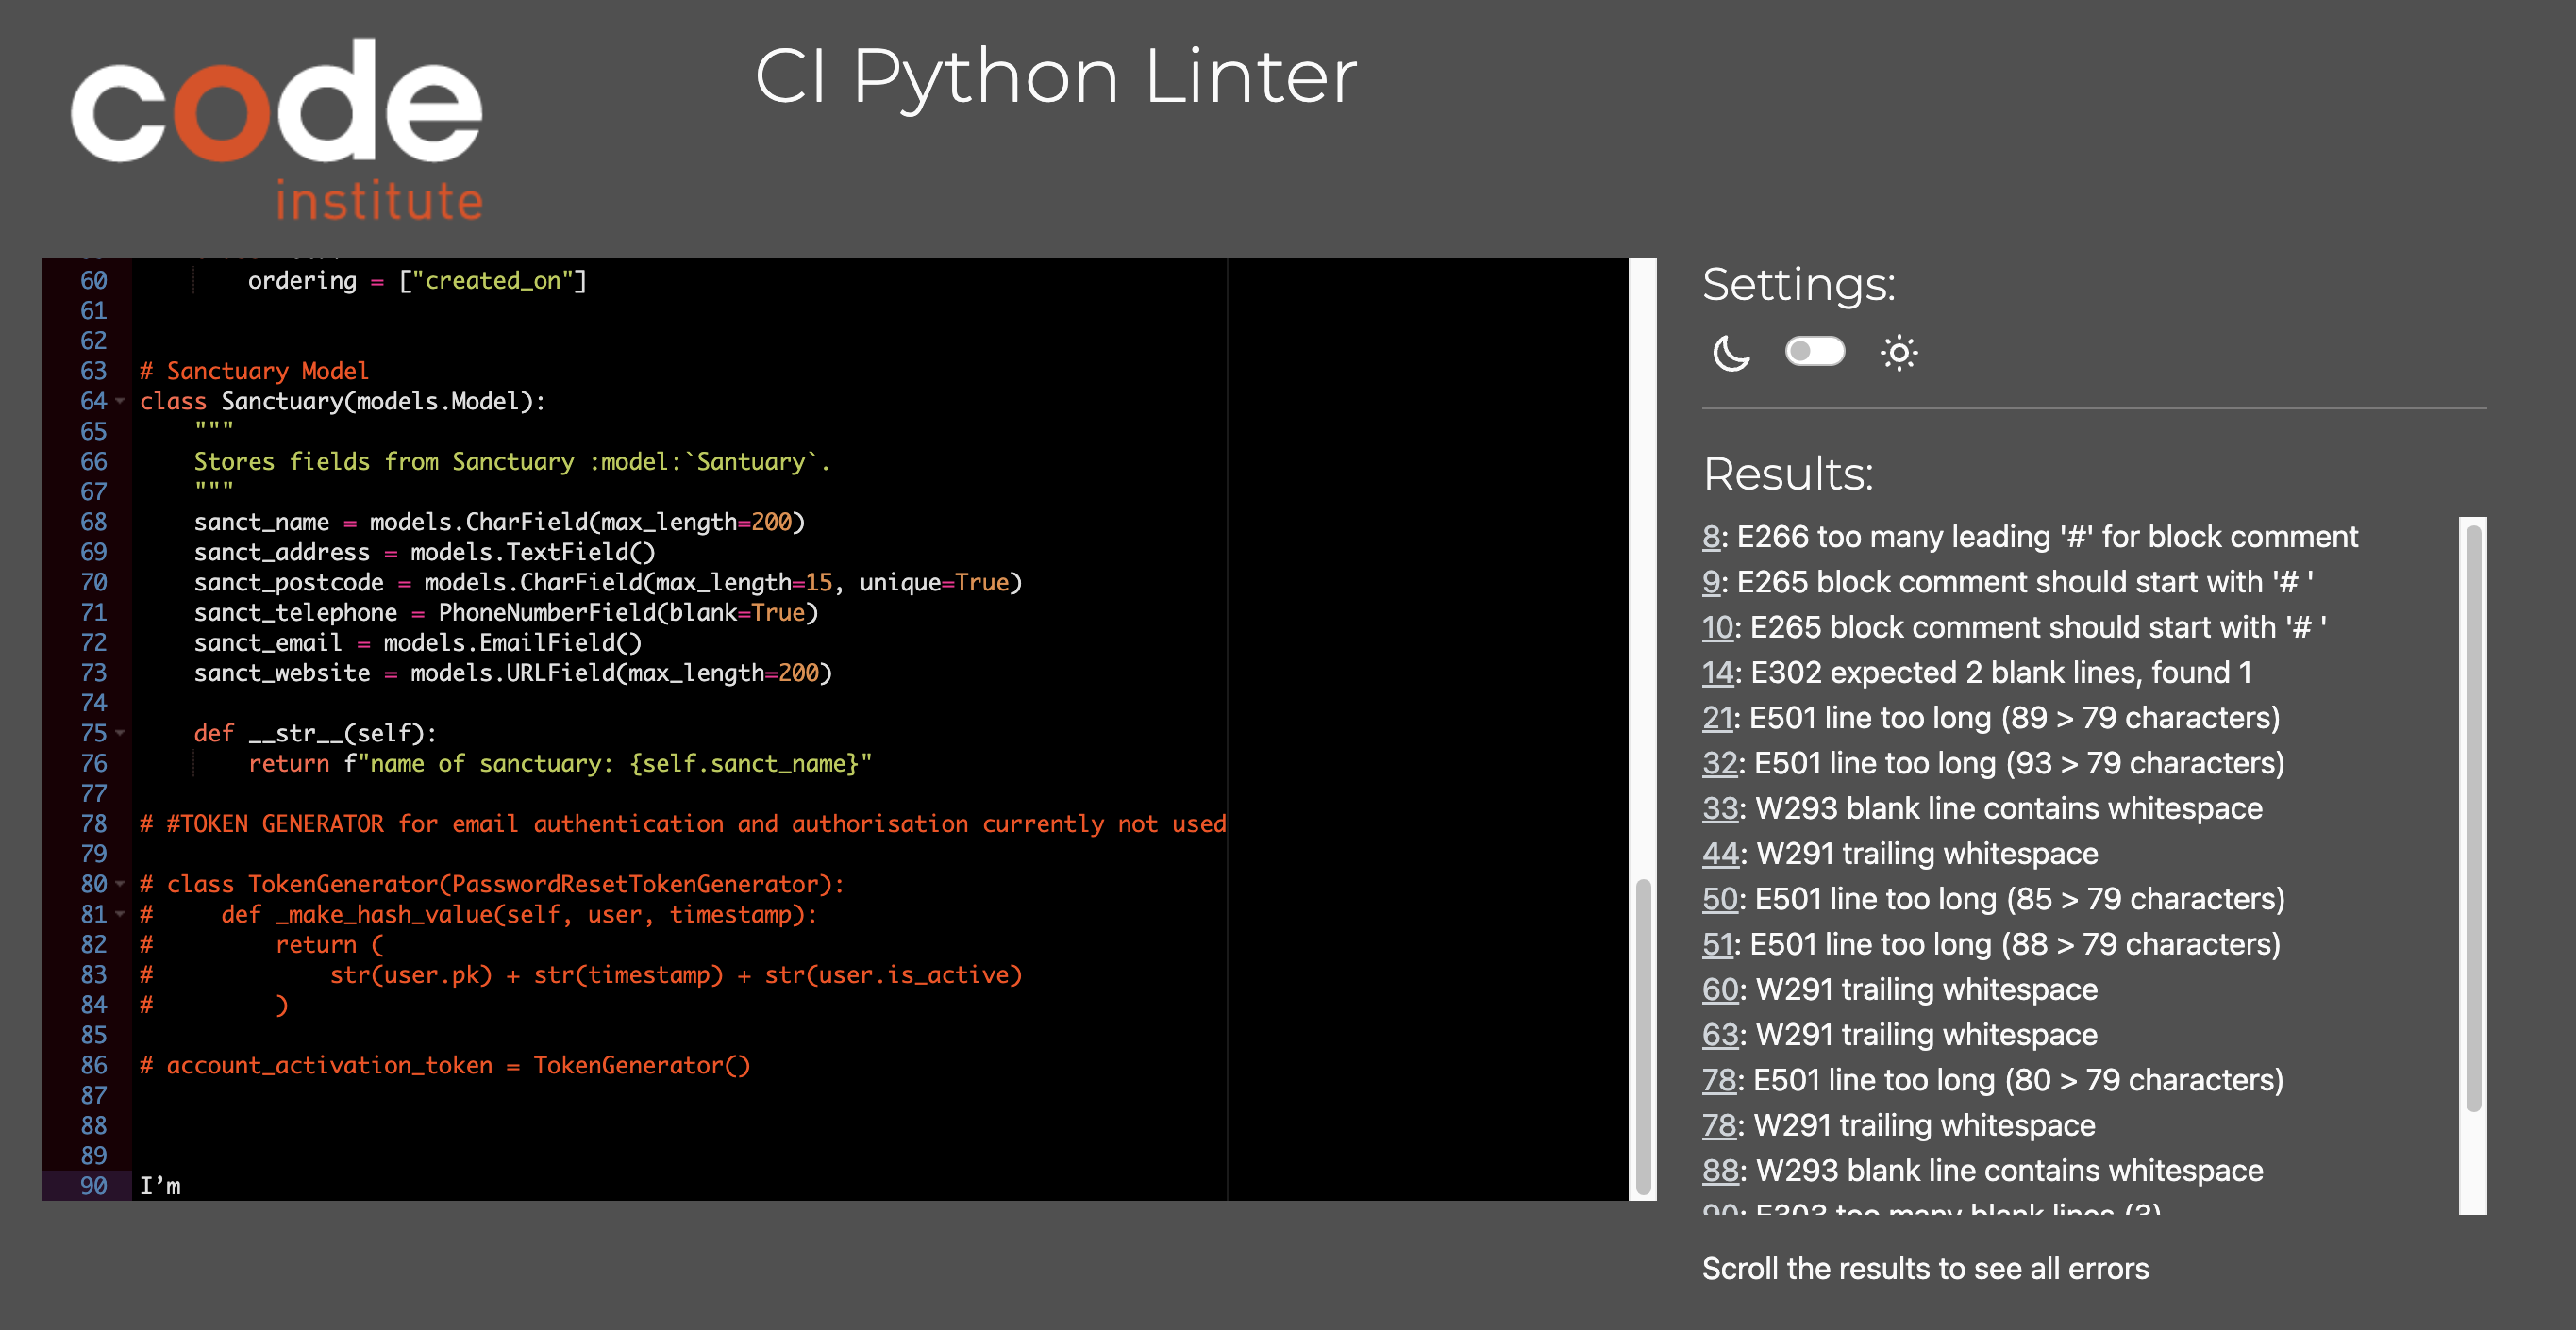 code
institute
CI Python Linter
60 ordering = ["created_on"]
61
62
63 # Sanctuary Model
64 class Sanctuary(models.Model):
65 """
66 Stores fields from Sanctuary :model:`Santuary`.
67 """
68 sanct_name = models.CharField(max_length=200)
69 sanct_address = models.TextField()
70 sanct_postcode = models.CharField(max_length=15, unique=True)
71 sanct_telephone = PhoneNumberField(blank=True)
72 sanct_email = models.EmailField()
73 sanct_website = models.URLField(max_length=200)
74
75 def __str__(self):
76 return f"name of sanctuary: {self.sanct_name}"
77
78 # #TOKEN GENERATOR for email authentication and authorisation currently not used
79
80 # class TokenGenerator(PasswordResetTokenGenerator):
81 # def _make_hash_value(self, user, timestamp):
82 # return (
83 # str(user.pk) + str(timestamp) + str(user.is_active)
84 # )
85
86 # account_activation_token = TokenGenerator()
87
88
89
90 I’m
Settings:
Results:
8: E266 too many leading '#' for block comment
9: E265 block comment should start with '# '
10: E265 block comment should start with '# '
14: E302 expected 2 blank lines, found 1
21: E501 line too long (89 > 79 characters)
32: E501 line too long (93 > 79 characters)
33: W293 blank line contains whitespace
44: W291 trailing whitespace
50: E501 line too long (85 > 79 characters)
51: E501 line too long (88 > 79 characters)
60: W291 trailing whitespace
63: W291 trailing whitespace
78: E501 line too long (80 > 79 characters)
78: W291 trailing whitespace
88: W293 blank line contains whitespace
90: E303 too many blank lines (3)
Scroll the results to see all errors